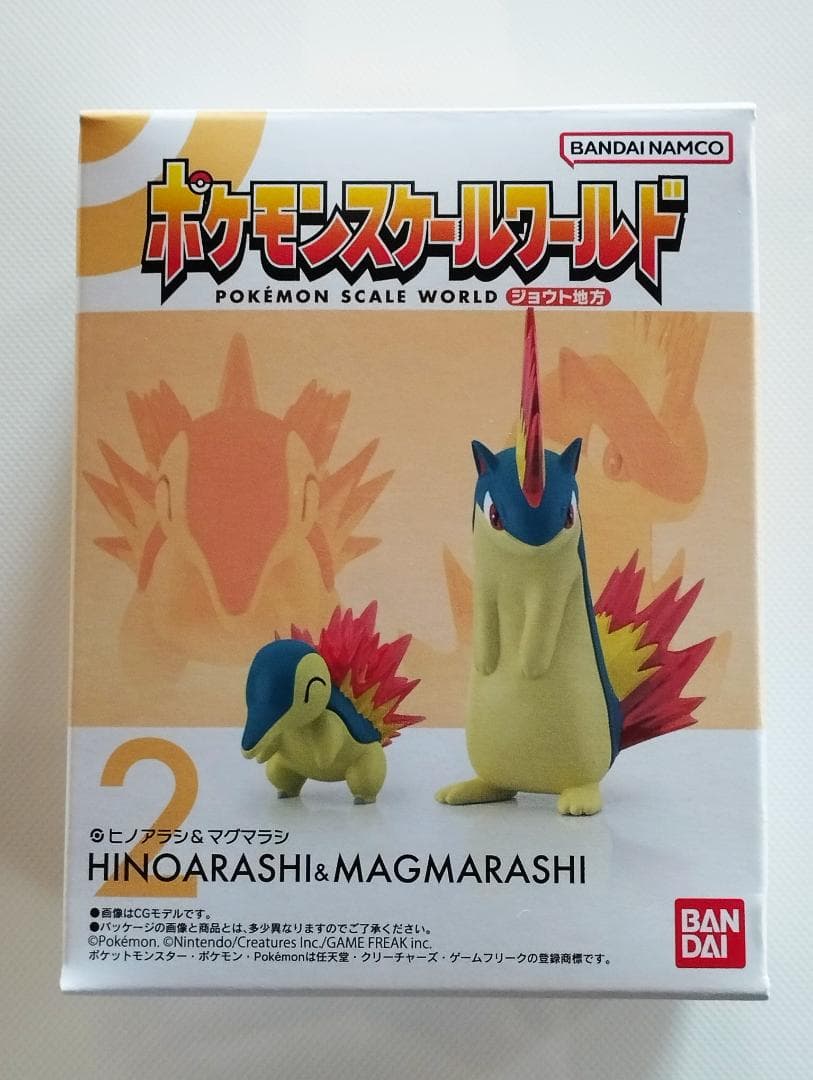 BANDAI NAMCO
ポケモンスケールワールド
POKÉMON SCALE WORLD ジョウト地方
2
ヒノアラシ&マグマラシ
HINOARASHI&MAGMARASHI
●画像はCGモデルです。
●パッケージの画像と商品とは、多少異なりますのでご了承ください。
©Pokémon. ©Nintendo/Creatures Inc./GAME FREAK inc.
ポケットモンスター・ポケモン・Pokémonは任天堂・クリーチャーズ・ゲームフリークの登録商標です。
BAN
DAI